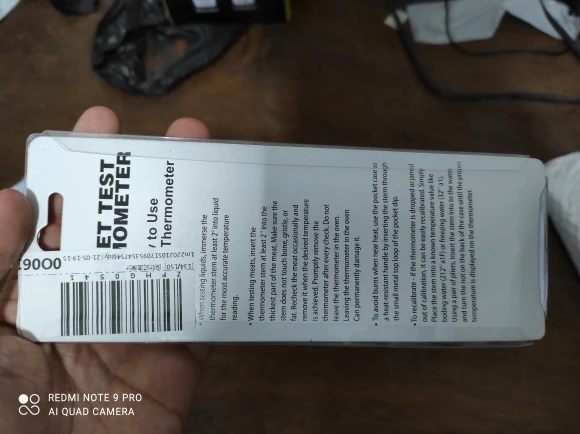 ET TEST
MOMETER
to Use
Thermometer
• When testing liquids, immerse the
thermometer stem at least 2" into liquid
for the most accurate temperature
reading.
• When testing meats, insert the
thermometer stem at least 2" into the
thickest part of the meat. Make sure the
stem does not touch bone, gristle, or
fat. Recheck the meat occasionally and
remove it when the desired temperature
is achieved. Promptly remove the
thermometer after every check. Do not
leave the thermometer in the oven.
Leaving the thermometer in the oven
Can permanently damage it.
• To avoid burns when near heat, use the pocket case as
a heat-resistant handle by inserting the stem through
the small metal top loop of the pocket clip.
• To recalibrate - if the thermometer is dropped or jarred
out of calibration, it may be easily recalibrated. Simply
Place the stem into a known temperature value like
boiling water (212° ±1F) or freezing water (32° ±1).
Using a pair of pliers, Insert the stem into to the water
and turn the nut on the back of the case until the proper
temperature is displayed on the thermometer.
REDMI NOTE 9 PRO
AI QUAD CAMERA